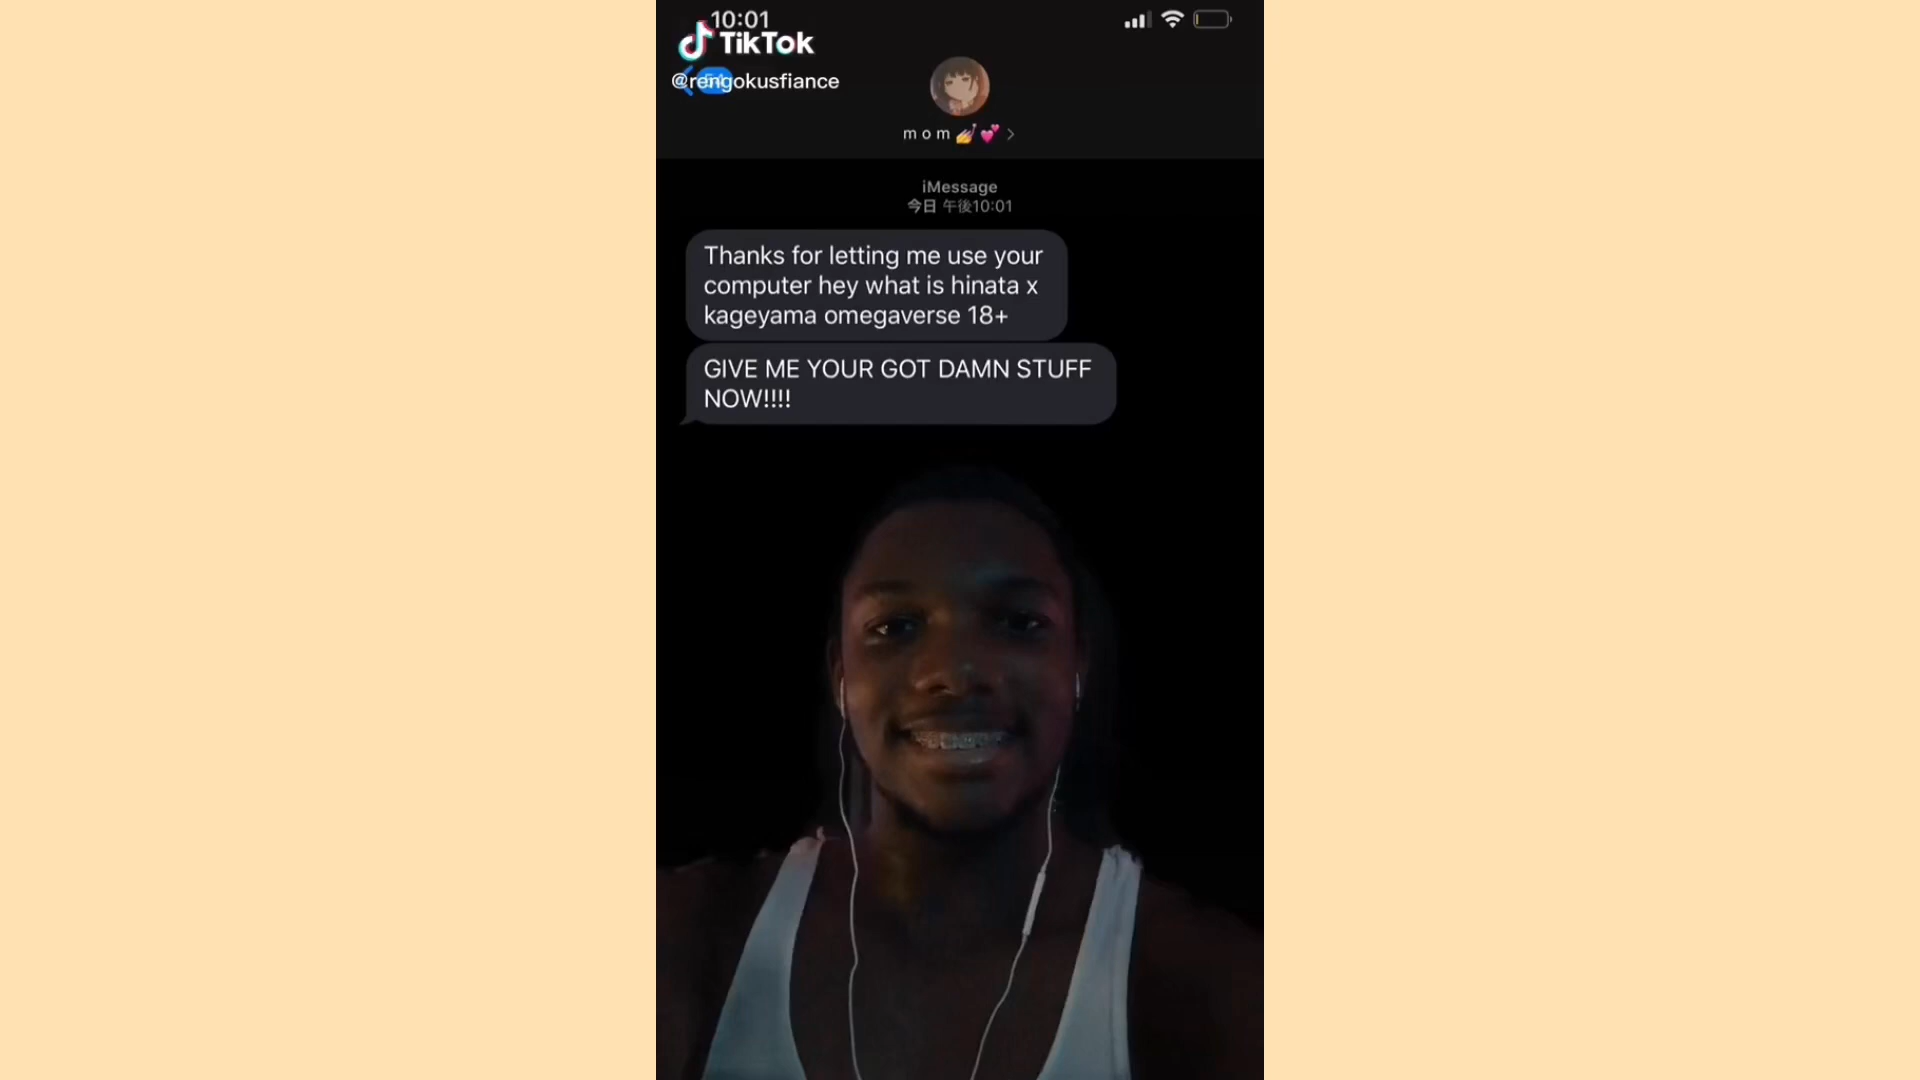 10:01
TikTok
@rengokusfiance
m o m 💅💕 >
iMessage
今日 午後10:01
Thanks for letting me use your
computer hey what is hinata x
kageyama omegaverse 18+
GIVE ME YOUR GOT DAMN STUFF
NOW!!!!